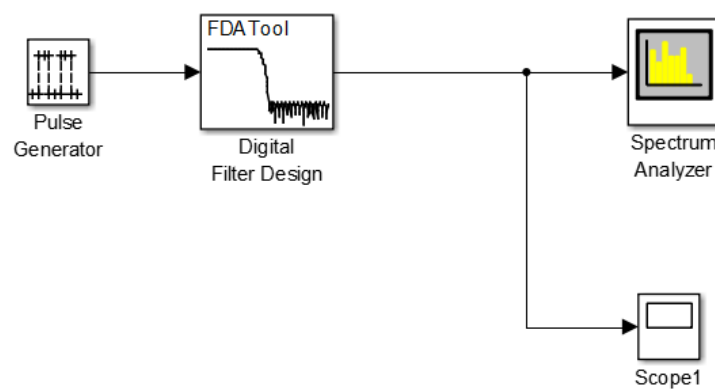 FDATool
Pulse
Generator
Digital
Filter Design
Spectrum
Analyzer
Scope1